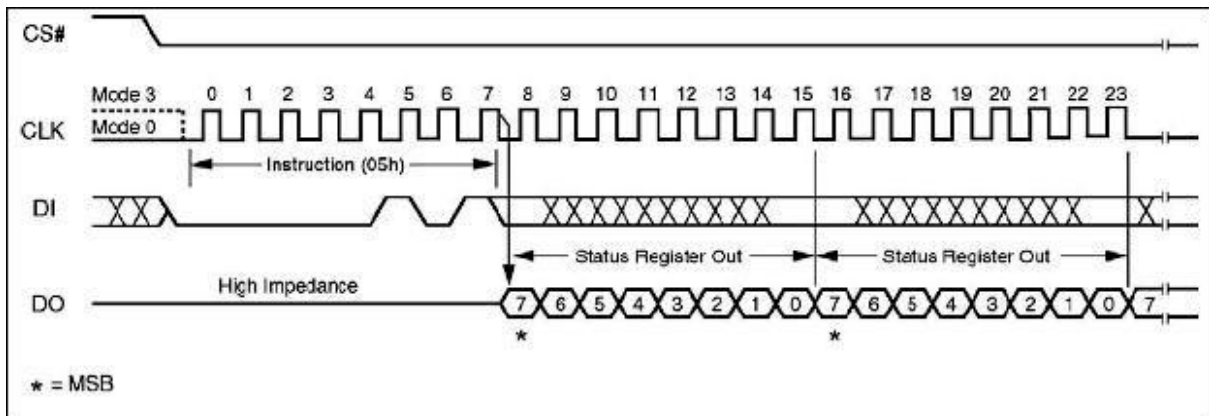 CS#
Mode 3 0 1 2 3 4 5 6 7 8 9 10 11 12 13 14 15 16 17 18 19 20 21 22 23
CLK Mode 0
Instruction (05h)
DI
Status Register Out Status Register Out
High Impedance
DO 7 6 5 4 3 2 1 0 7 6 5 4 3 2 1 0 7
* *
* = MSB